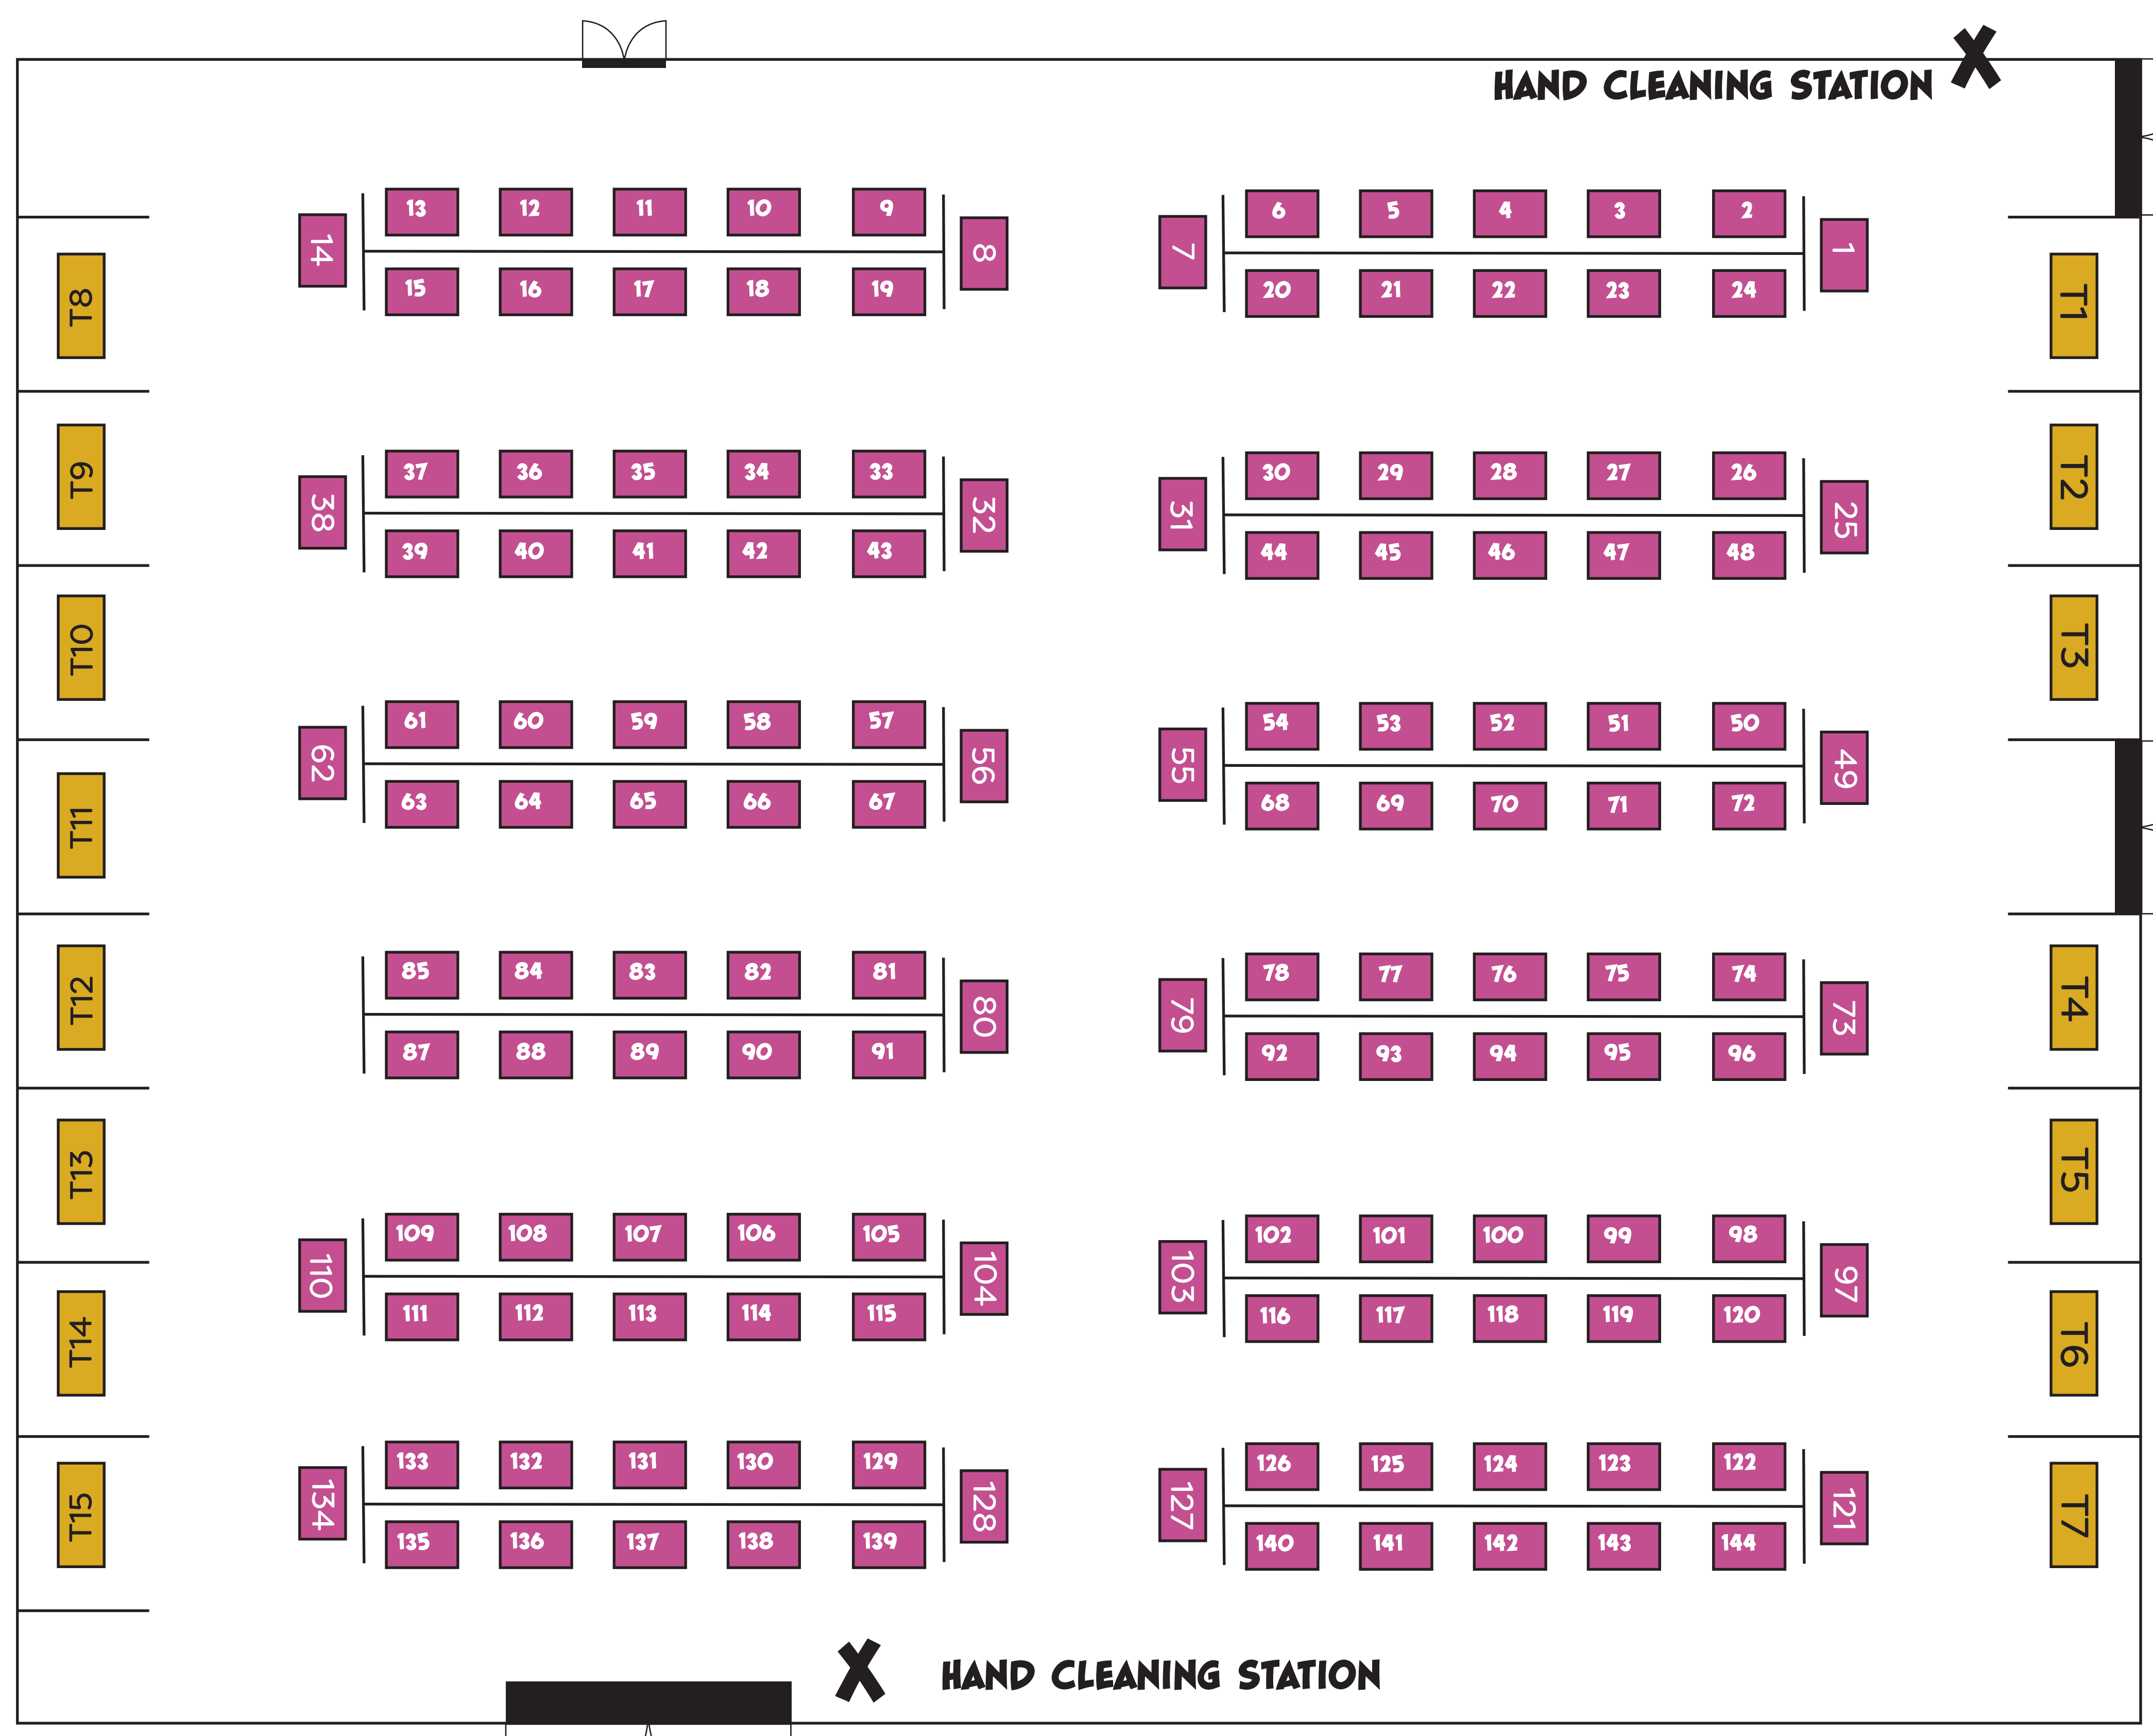 HAND CLEANING STATION
13 12 11 10 9 6 5 4 3 2
14 8 7 1
15 16 17 18 19 20 21 22 23 24
T8 T1
37 36 35 34 33 30 29 28 27 26
T9 T2
38 32 31 25
39 40 41 42 43 44 45 46 47 48
T10 T3
61 60 59 58 57 54 53 52 51 50
62 56 55 49
63 64 65 66 67 68 69 70 71 72
T11
85 84 83 82 81 78 77 76 75 74
T12 T4
80 79 73
87 88 89 90 91 92 93 94 95 96
T13 T5
109 108 107 106 105 102 101 100 99 98
110 104 103 97
111 112 113 114 115 116 117 118 119 120
T14 T6
133 132 131 130 129 126 125 124 123 122
134 128 127 121
T15 T7
135 136 137 138 139 140 141 142 143 144
HAND CLEANING STATION